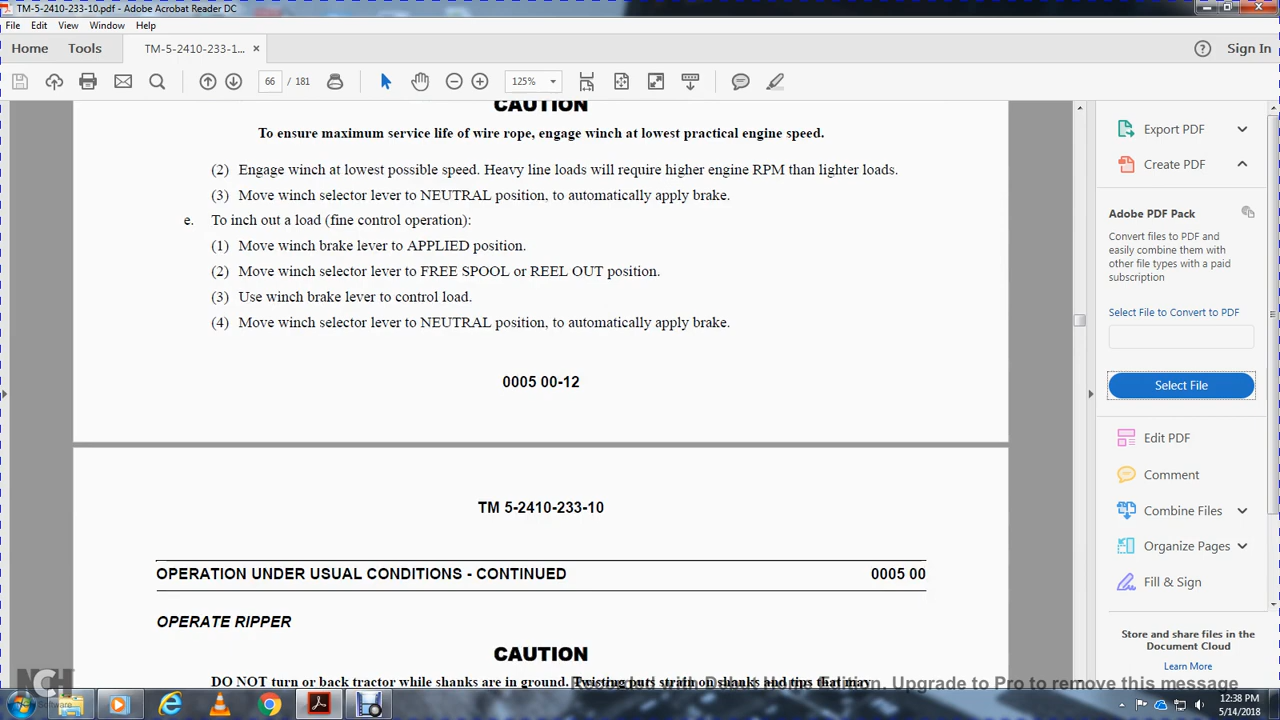 TM-5-2410-233-10.pdf - Adobe Acrobat Reader DC
File Edit View Window Help
Home Tools TM-5-2410-233-1... × Sign In
66 / 181 125%
CAUTION
To ensure maximum service life of wire rope, engage winch at lowest practical engine speed.
(2) Engage winch at lowest possible speed. Heavy line loads will require higher engine RPM than lighter loads.
(3) Move winch selector lever to NEUTRAL position, to automatically apply brake.
e. To inch out a load (fine control operation):
(1) Move winch brake lever to APPLIED position.
(2) Move winch selector lever to FREE SPOOL or REEL OUT position.
(3) Use winch brake lever to control load.
(4) Move winch selector lever to NEUTRAL position, to automatically apply brake.
0005 00-12
TM 5-2410-233-10
OPERATION UNDER USUAL CONDITIONS - CONTINUED 0005 00
OPERATE RIPPER
CAUTION
DO NOT turn or back tractor while shanks are in ground. Twisting puts strain on shanks and tips that may
Export PDF
Create PDF
Adobe PDF Pack
Convert files to PDF and
easily combine them with
other file types with a paid
subscription
Select File to Convert to PDF
Select File
Edit PDF
Comment
Combine Files
Organize Pages
Fill & Sign
Store and share files in the
Document Cloud
Learn More
Upgrade to Pro to remove this message
NCH
Software
12:38 PM
5/14/2018